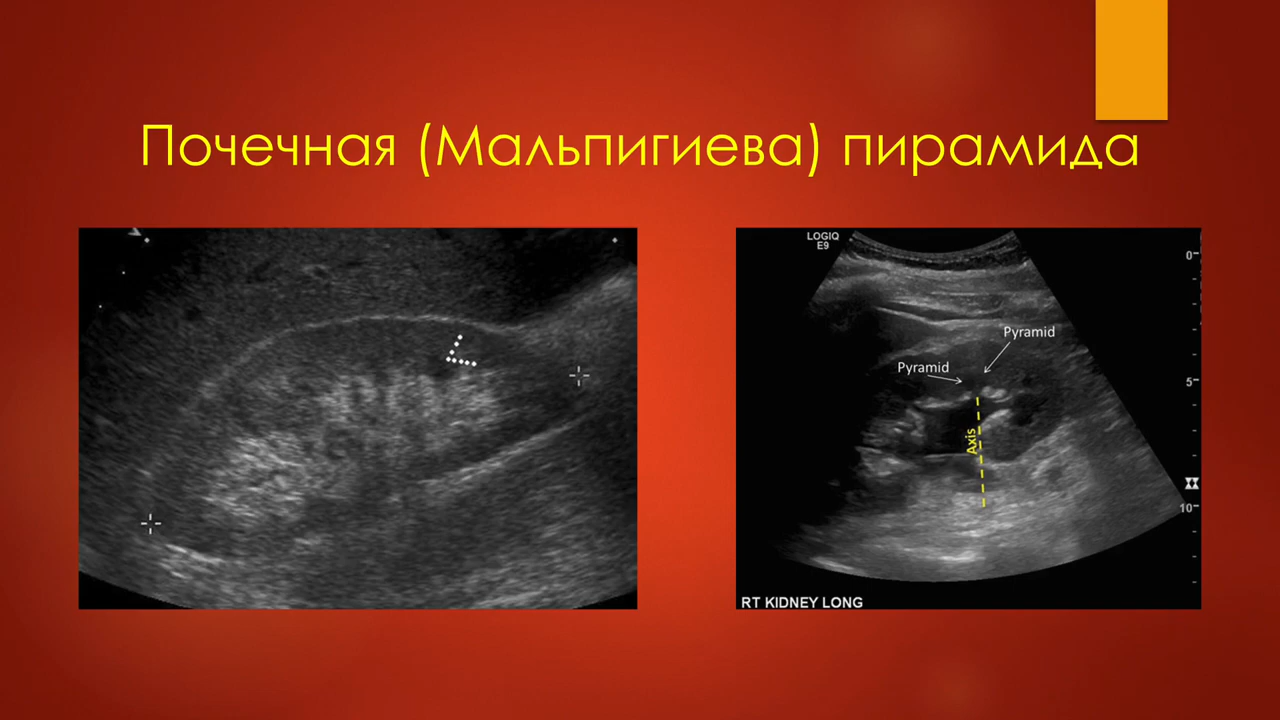 Почечная (Мальпигиева) пирамида
LOGIQ
E9
0
Pyramid
Pyramid
5
Axis
10
RT KIDNEY LONG